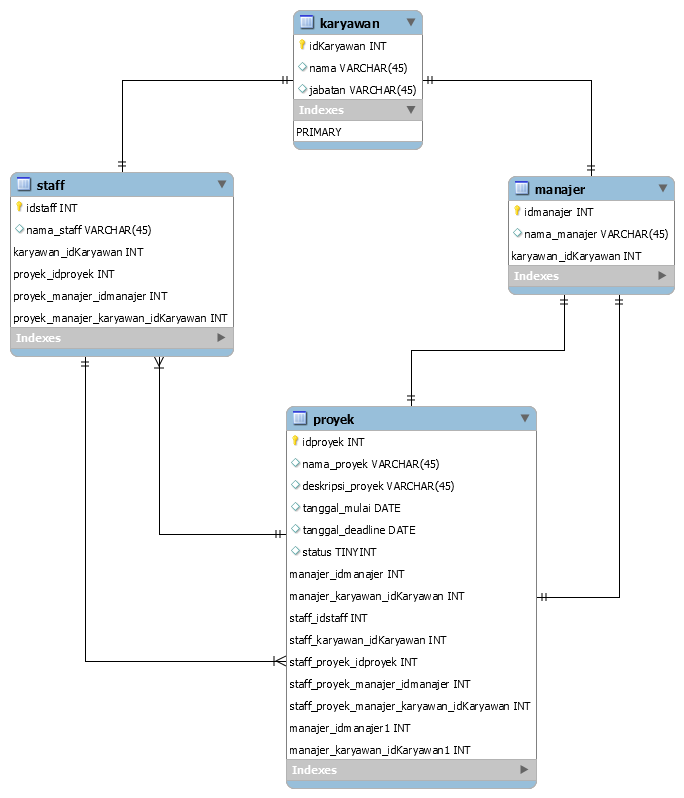 karyawan
idKaryawan INT
nama VARCHAR(45)
jabatan VARCHAR(45)
Indexes
PRIMARY
staff
idstaff INT
nama_staff VARCHAR(45)
karyawan_idKaryawan INT
proyek_idproyek INT
proyek_manajer_idmanajer INT
proyek_manajer_karyawan_idKaryawan INT
Indexes
manajer
idmanajer INT
nama_manajer VARCHAR(45)
karyawan_idKaryawan INT
Indexes
proyek
idproyek INT
nama_proyek VARCHAR(45)
deskripsi_proyek VARCHAR(45)
tanggal_mulai DATE
tanggal_deadline DATE
status TINYINT
manajer_idmanajer INT
manajer_karyawan_idKaryawan INT
staff_idstaff INT
staff_karyawan_idKaryawan INT
staff_proyek_idproyek INT
staff_proyek_manajer_idmanajer INT
staff_proyek_manajer_karyawan_idKaryawan INT
manajer_idmanajer1 INT
manajer_karyawan_idKaryawan1 INT
Indexes